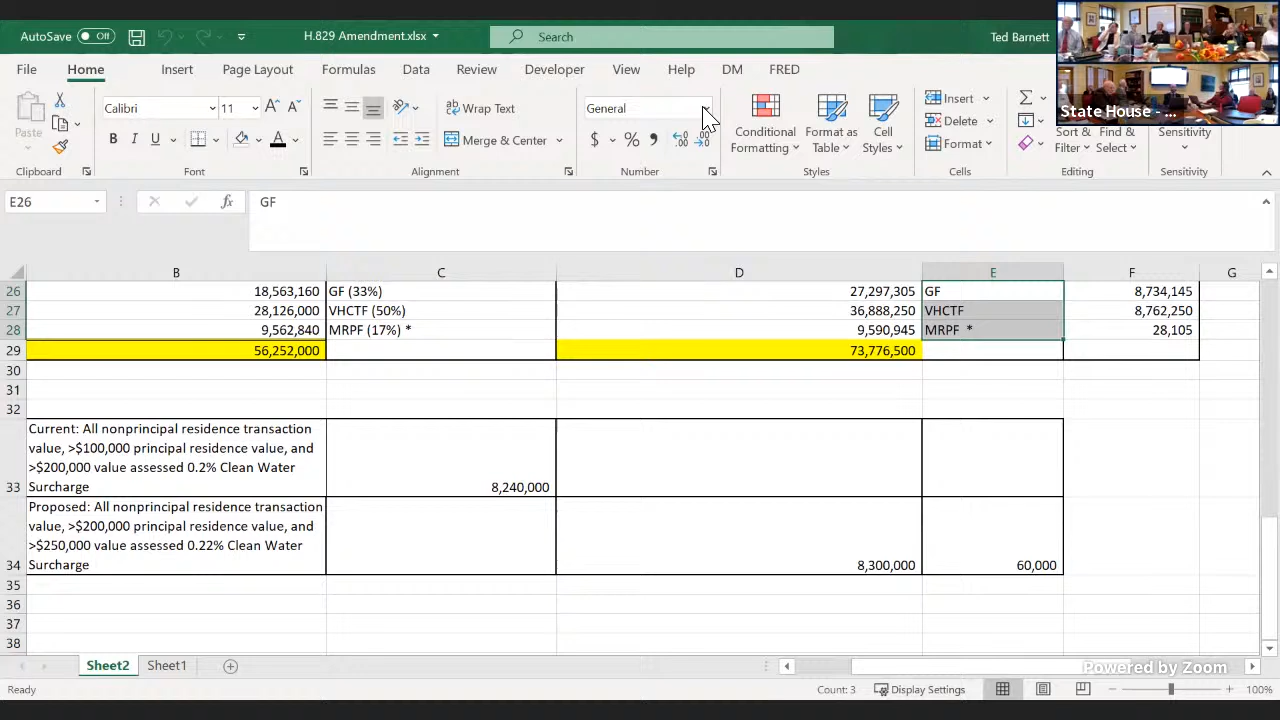 AutoSave Off
H.829 Amendment.xlsx
Search
Ted Barnett
State House - ...
File Home Insert Page Layout Formulas Data Review Developer View Help DM FRED
Paste
Calibri 11
B I U
Wrap Text
Merge & Center
General
$ % 9
Conditional Formatting
Format as Table
Cell Styles
Insert
Delete
Format
Sort & Filter
Find & Select
Sensitivity
Clipboard Font Alignment Number Styles Cells Editing Sensitivity
E26 fx GF
B C D E F G
26 18,563,160 GF (33%) 27,297,305 GF 8,734,145
27 28,126,000 VHCTF (50%) 36,888,250 VHCTF 8,762,250
28 9,562,840 MRPF (17%) * 9,590,945 MRPF * 28,105
29 56,252,000 73,776,500
30
31
32
Current: All nonprincipal residence transaction
value, >$100,000 principal residence value, and
>$200,000 value assessed 0.2% Clean Water
33 Surcharge 8,240,000
Proposed: All nonprincipal residence transaction
value, >$200,000 principal residence value, and
>$250,000 value assessed 0.22% Clean Water
34 Surcharge 8,300,000 60,000
35
36
37
38
Sheet2 Sheet1
Powered by Zoom
Ready Count: 3 Display Settings 100%